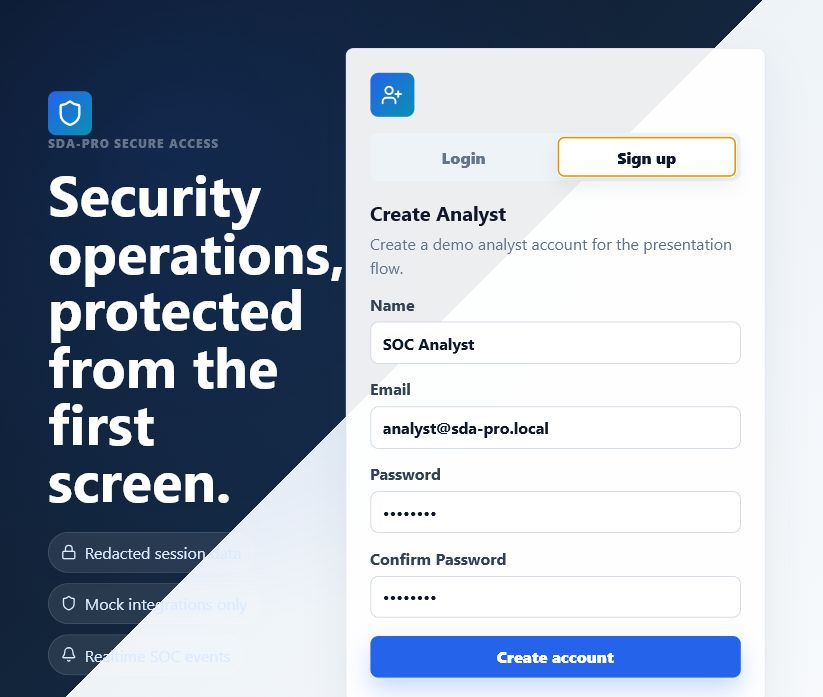 SDA-PRO SECURE ACCESS
Security
operations,
protected
from the
first
screen.
Redacted session data
Mock integrations only
Realtime SOC events
Login
Sign up
Create Analyst
Create a demo analyst account for the presentation
flow.
Name
SOC Analyst
Email
analyst@sda-pro.local
Password
••••••••
Confirm Password
••••••••
Create account